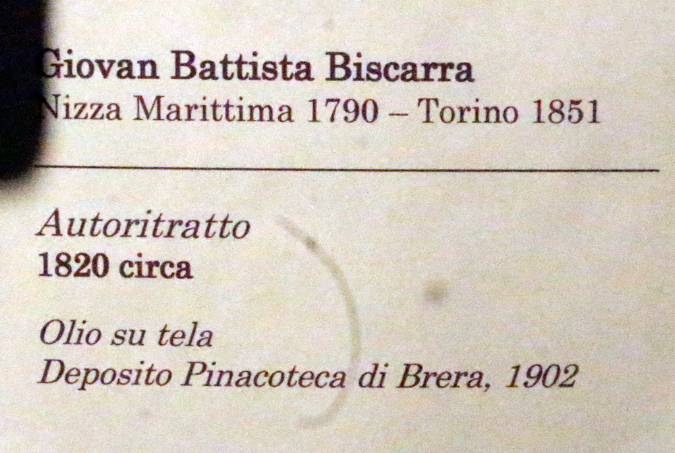 Giovan Battista Biscarra
Nizza Marittima 1790 – Torino 1851
Autoritratto
1820 circa
Olio su tela
Deposito Pinacoteca di Brera, 1902